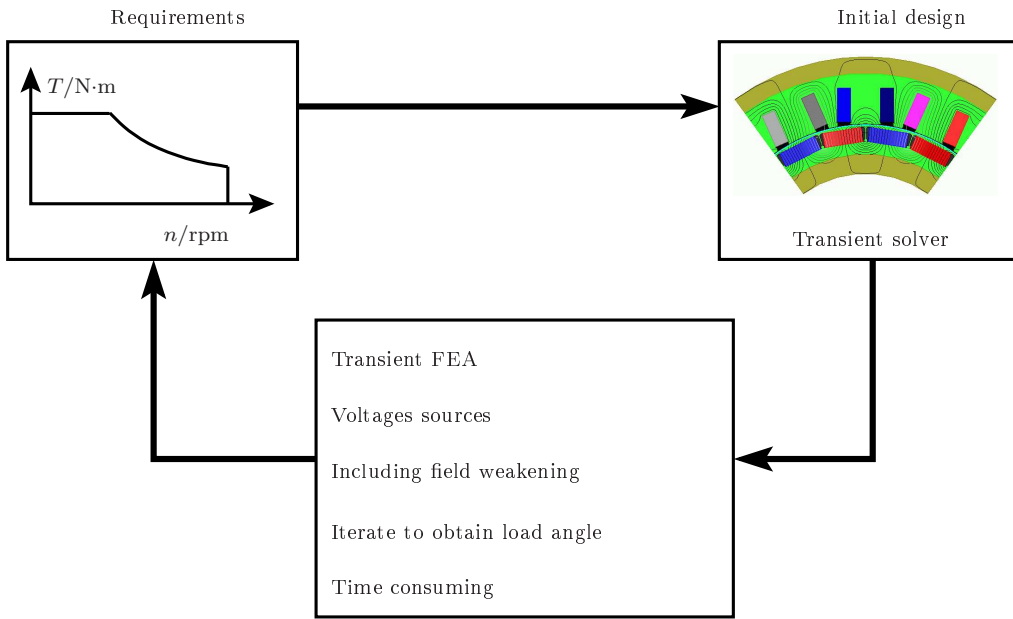 Requirements
Initial design
T/N·m
n/rpm
Transient solver
Transient FEA
Voltages sources
Including field weakening
Iterate to obtain load angle
Time consuming